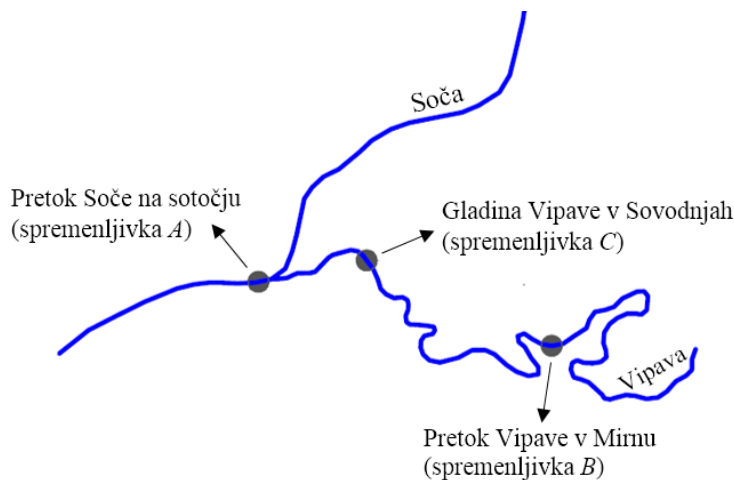 Soča
Pretok Soče na sotočju
(spremenljivka A)
Gladina Vipave v Sovodnjah
(spremenljivka C)
Vipava
Pretok Vipave v Mirnu
(spremenljivka B)